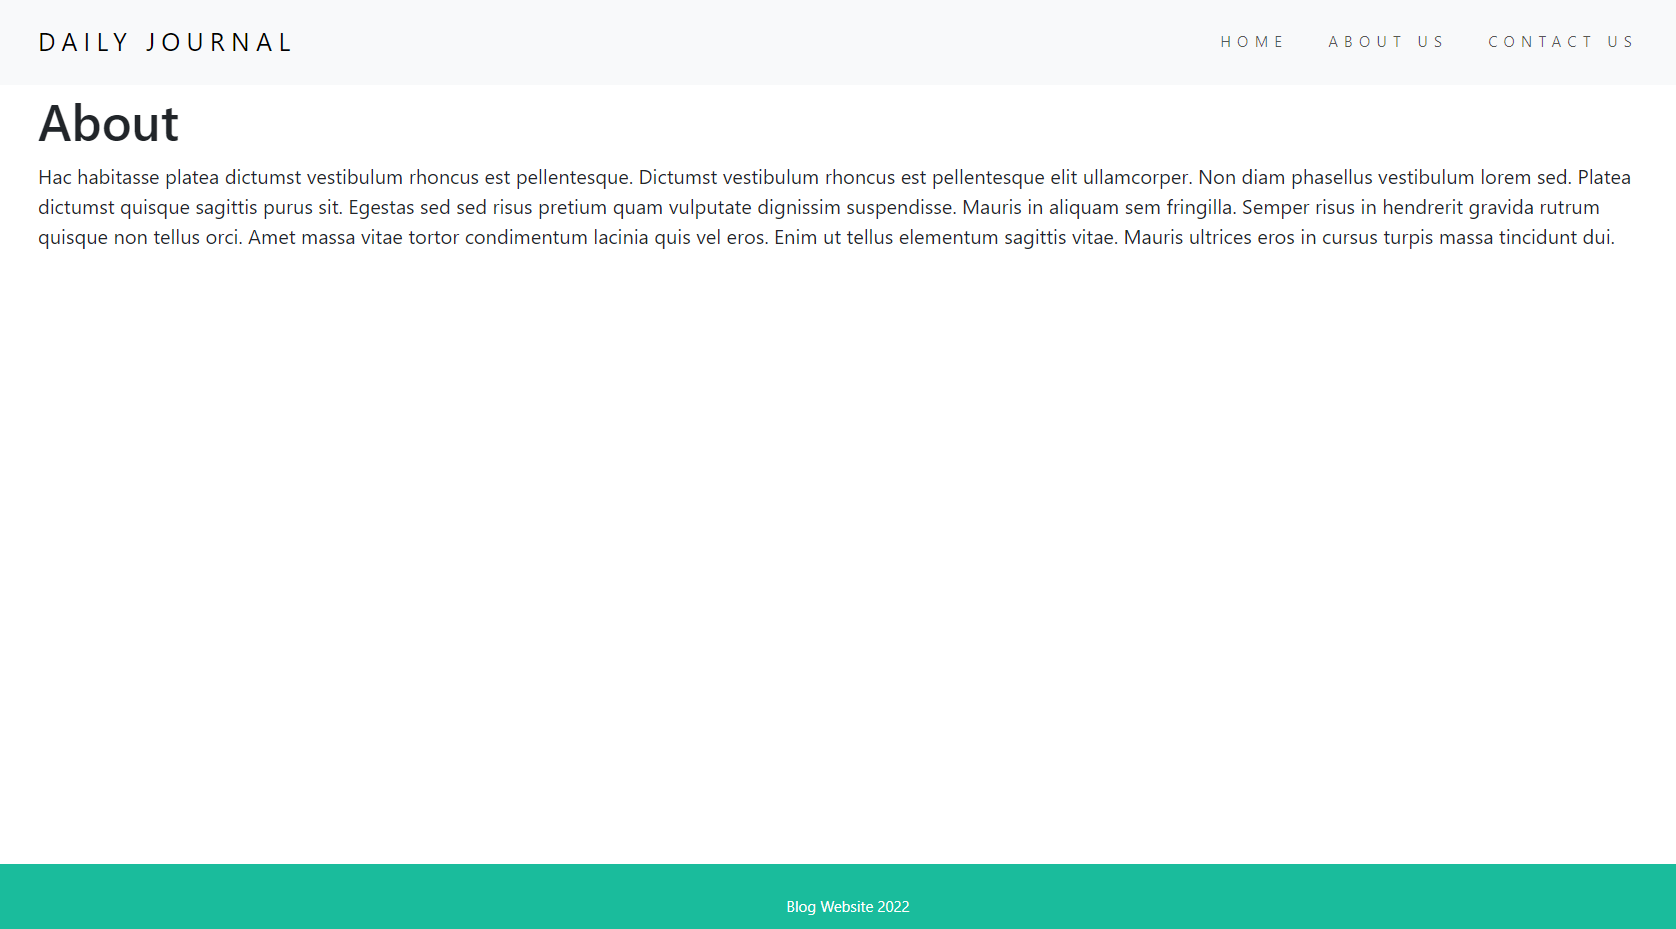 DAILY JOURNAL
HOME ABOUT US CONTACT US
About
Hac habitasse platea dictumst vestibulum rhoncus est pellentesque. Dictumst vestibulum rhoncus est pellentesque elit ullamcorper. Non diam phasellus vestibulum lorem sed. Platea
dictumst quisque sagittis purus sit. Egestas sed sed risus pretium quam vulputate dignissim suspendisse. Mauris in aliquam sem fringilla. Semper risus in hendrerit gravida rutrum
quisque non tellus orci. Amet massa vitae tortor condimentum lacinia quis vel eros. Enim ut tellus elementum sagittis vitae. Mauris ultrices eros in cursus turpis massa tincidunt dui.
Blog Website 2022